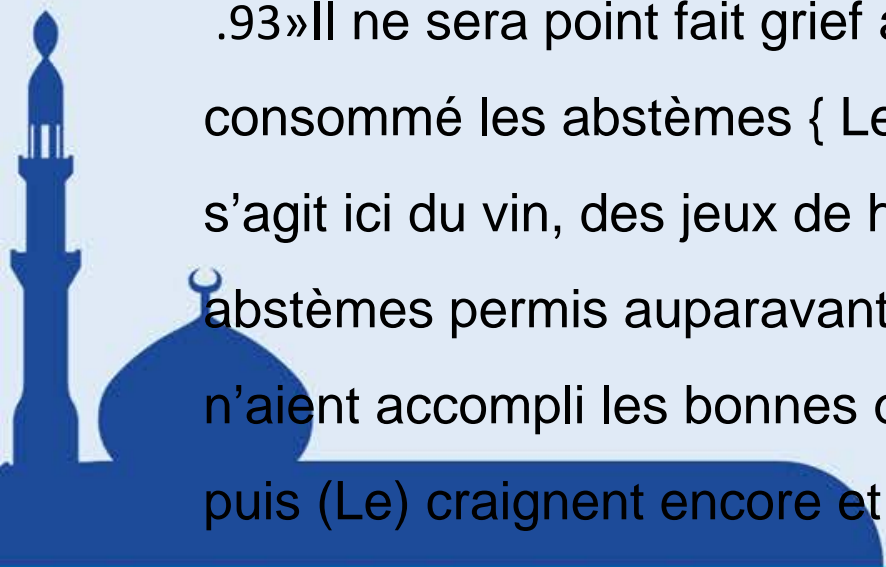 .93»Il ne sera point fait grief
consommé les abstèmes { Le
s’agit ici du vin, des jeux de
abstèmes permis auparavant
n’aient accompli les bonnes
puis (Le) craignent encore et